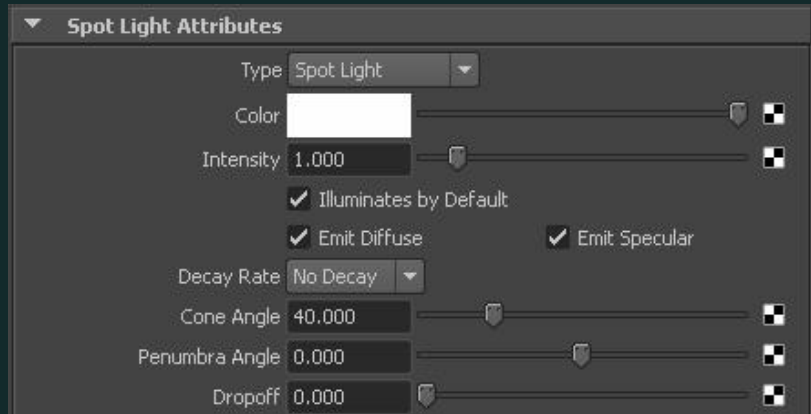 Spot Light Attributes
Type Spot Light
Color
Intensity 1.000
Illuminates by Default
Emit Diffuse Emit Specular
Decay Rate No Decay
Cone Angle 40.000
Penumbra Angle 0.000
Dropoff 0.000